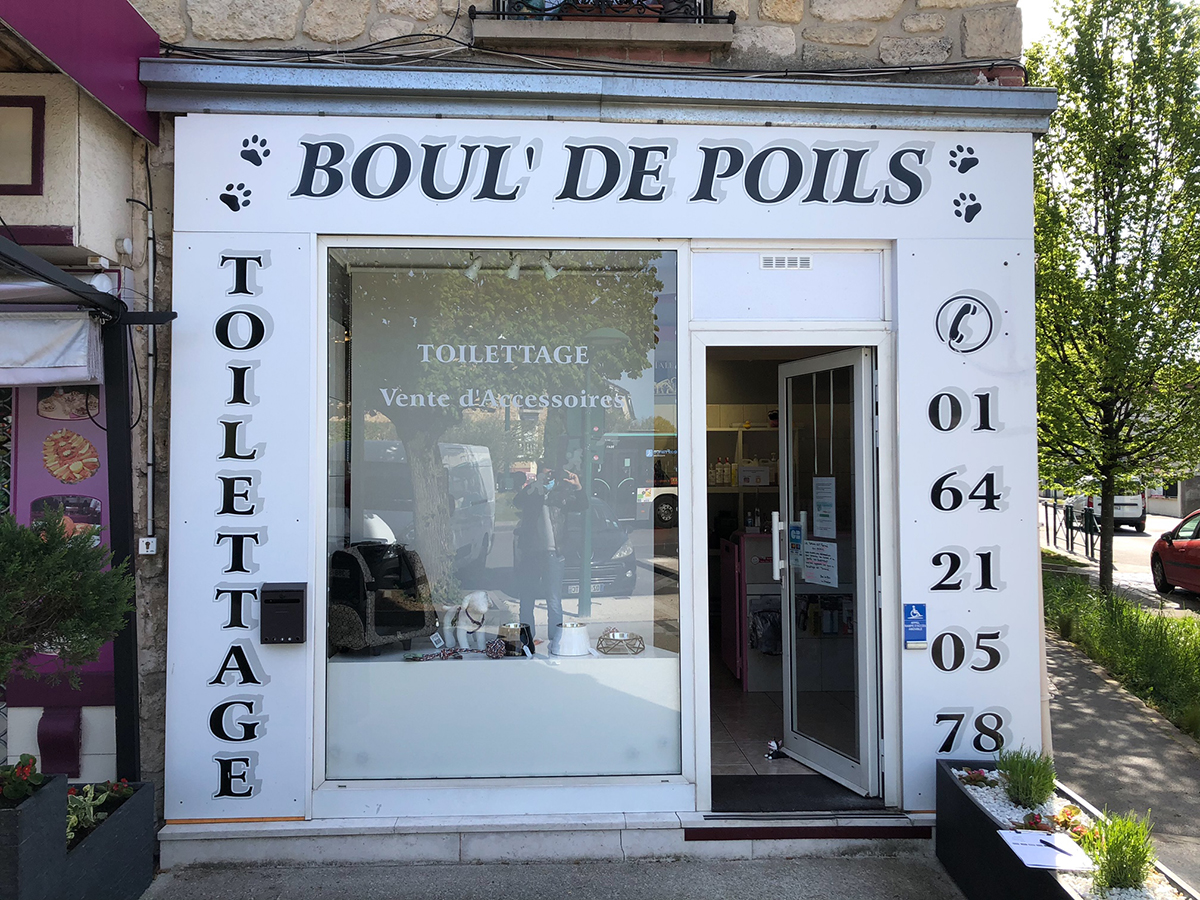 BOUL' DE POILS
TOILETTAGE
TOILETTAGE
Vente d'Accessoires
01
64
21
05
78